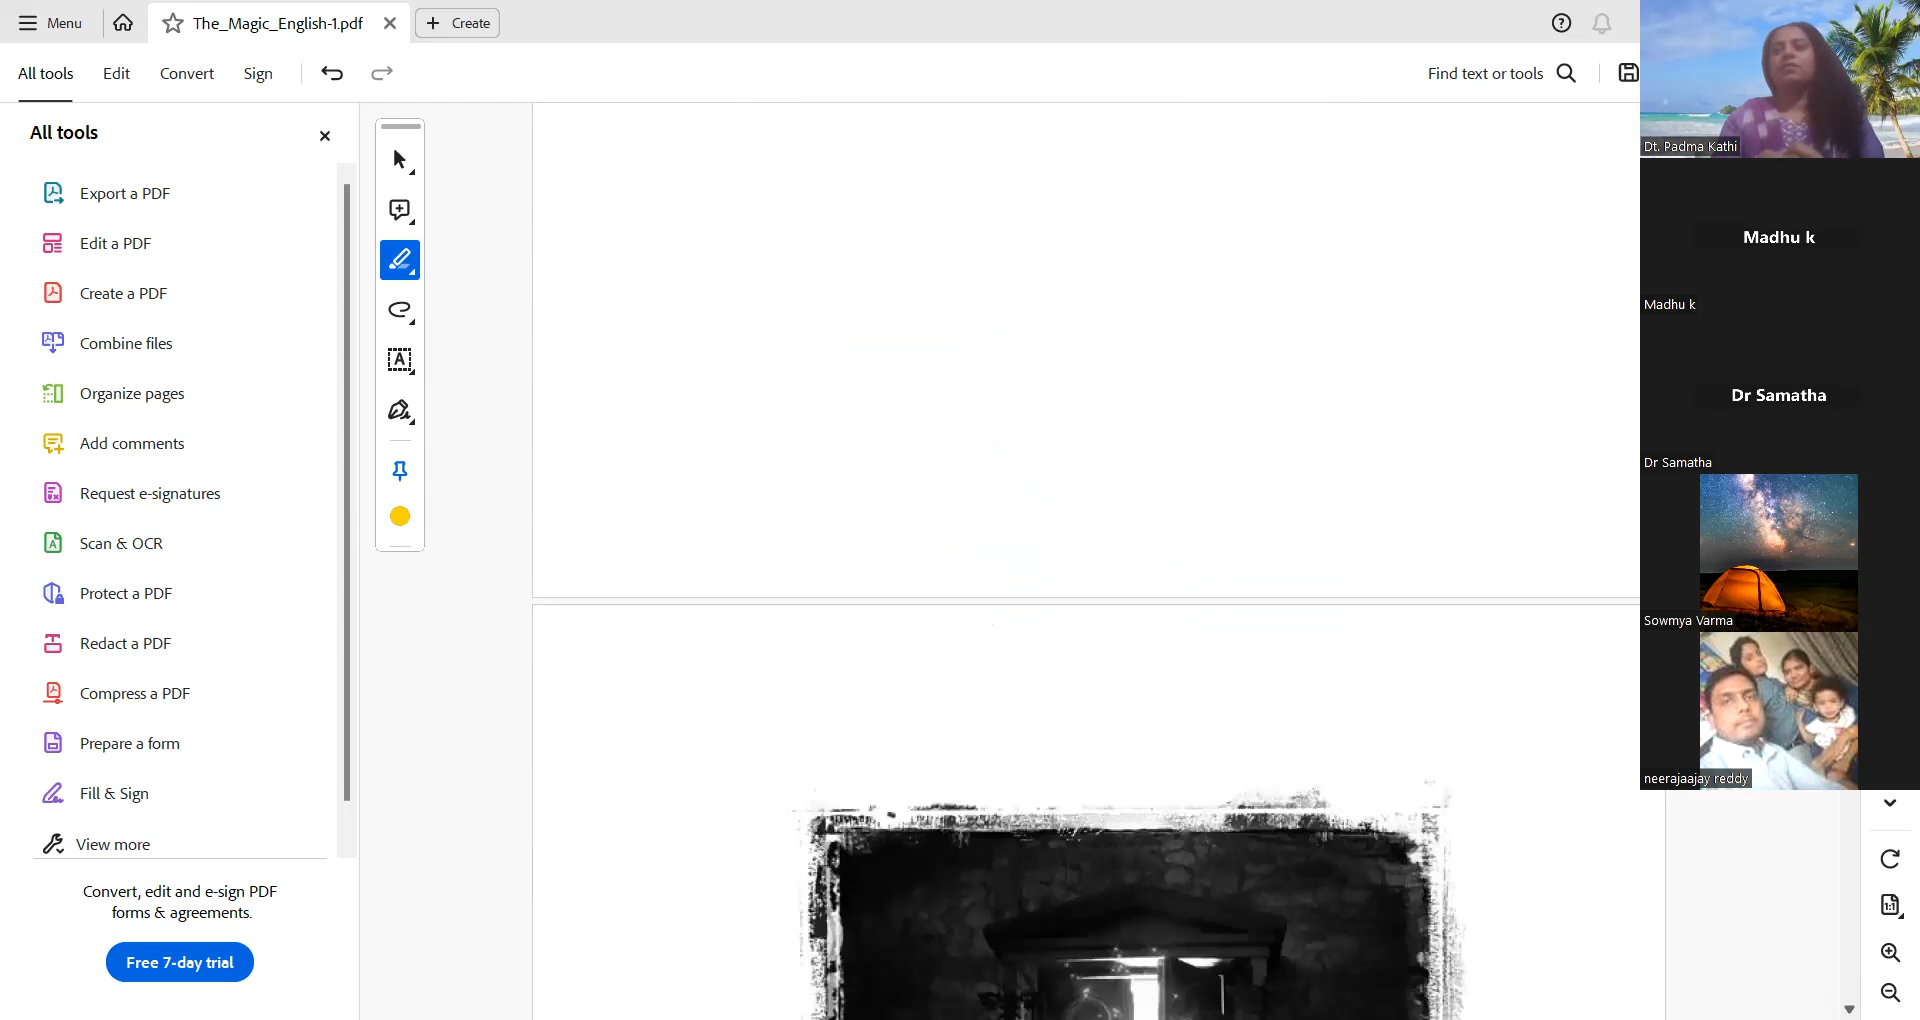 Menu
The_Magic_English-1.pdf
Create
All tools
Edit
Convert
Sign
Find text or tools
All tools
Export a PDF
Edit a PDF
Create a PDF
Combine files
Organize pages
Add comments
Request e-signatures
Scan & OCR
Protect a PDF
Redact a PDF
Compress a PDF
Prepare a form
Fill & Sign
View more
Convert, edit and e-sign PDF
forms & agreements.
Free 7-day trial
A
1:1
Dt. Padma Kathi
Madhu k
Madhu k
Dr Samatha
Dr Samatha
Sowmya Varma
neerajaajay reddy